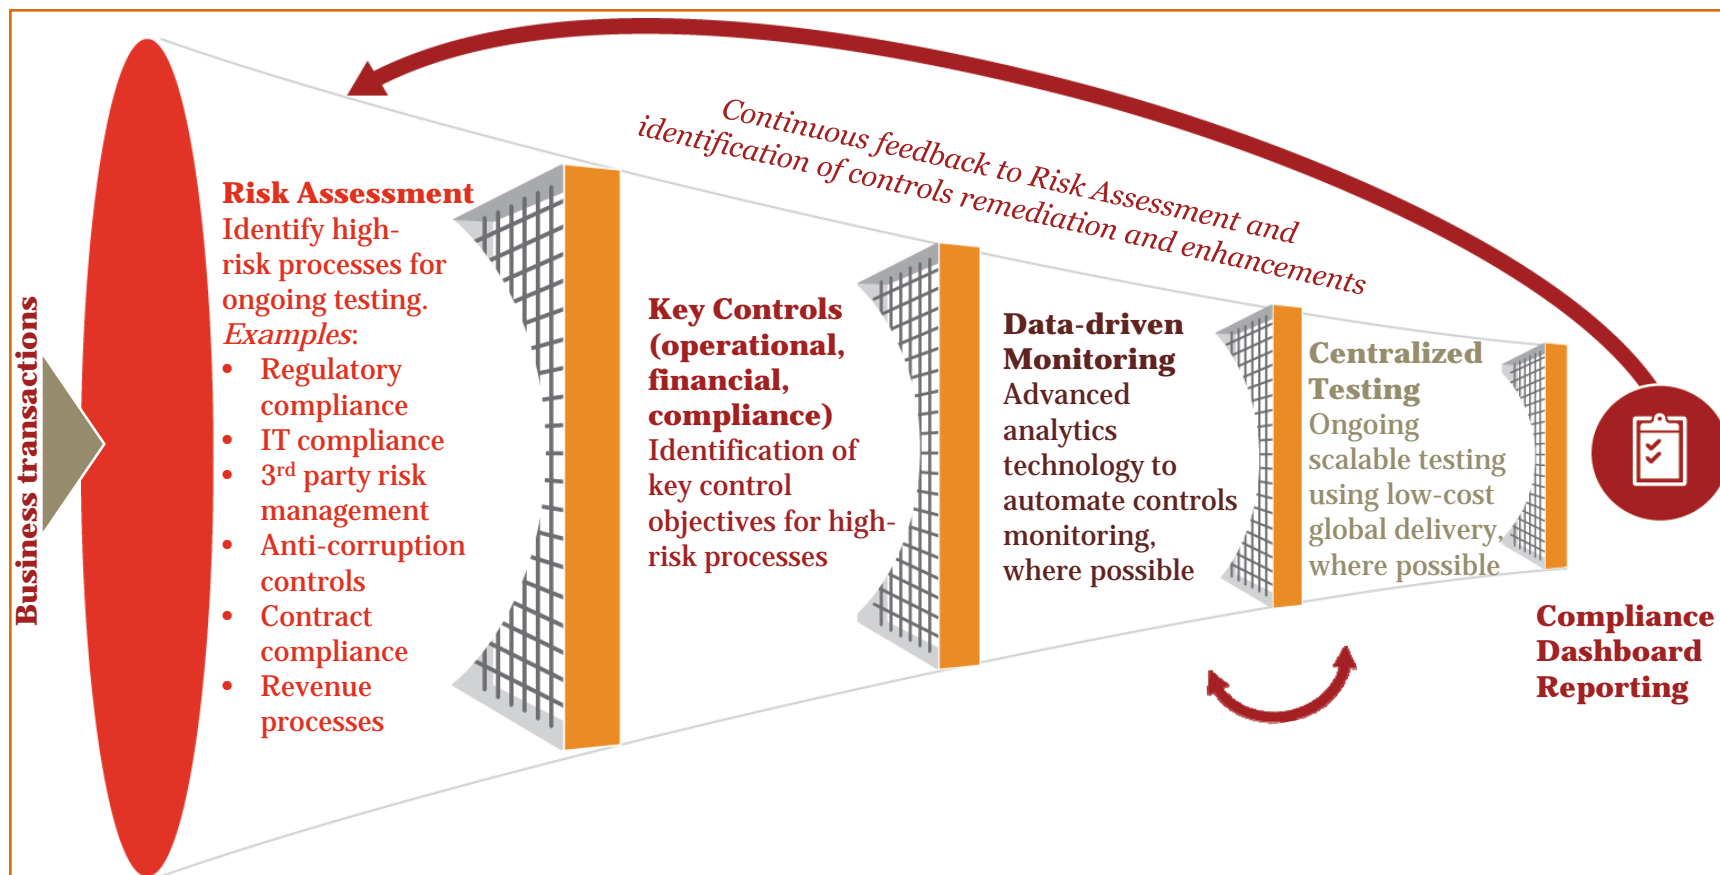 Business transactions
Risk Assessment
Identify high-
risk processes for
ongoing testing.
Examples:
• Regulatory
compliance
• IT compliance
• 3rd party risk
management
• Anti-corruption
controls
• Contract
compliance
• Revenue
processes
Continuous feedback to Risk Assessment and
identification of controls remediation and enhancements
Key Controls
(operational,
financial,
compliance)
Identification of
key control
objectives for high-
risk processes
Data-driven
Monitoring
Advanced
analytics
technology to
automate controls
monitoring,
where possible
Centralized
Testing
Ongoing
scalable testing
using low-cost
global delivery,
where possible
Compliance
Dashboard
Reporting